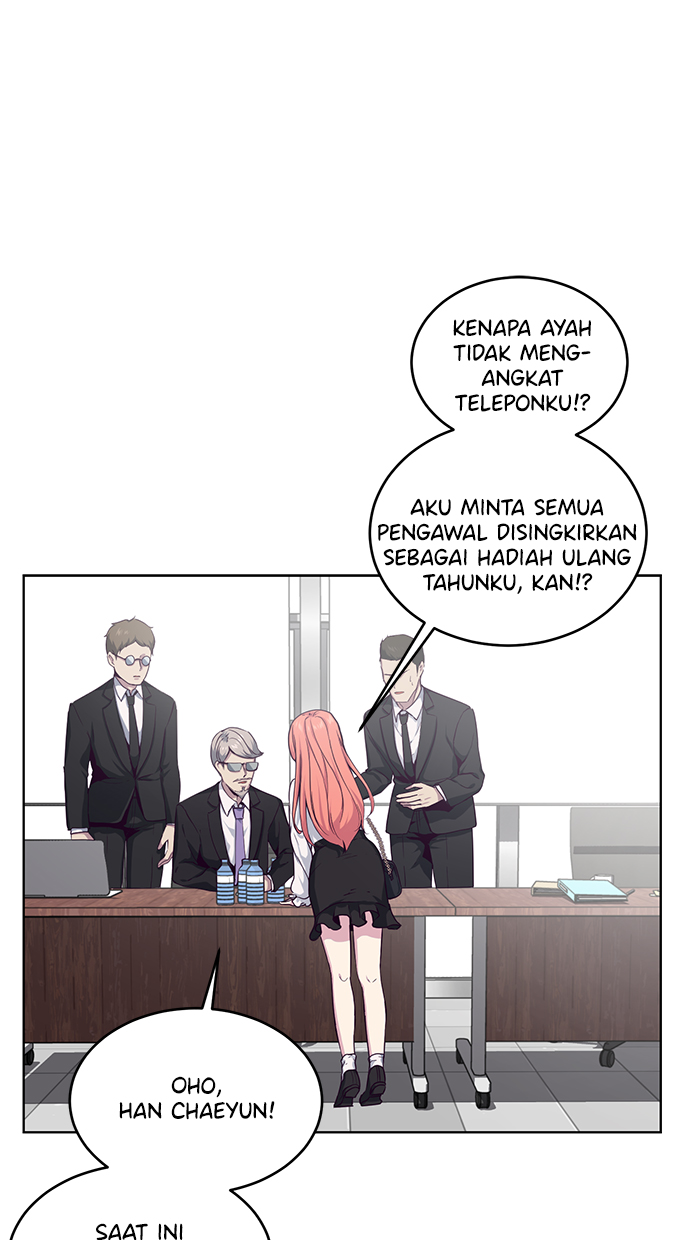 KENAPA AYAH
TIDAK MENG-
ANGKAT
TELEPONKU!?
AKU MINTA SEMUA
PENGAWAL DISINGKIRKAN
SEBAGAI HADIAH ULANG
TAHUNKU, KAN!?
OHO,
HAN CHAEYUN!
SAAT INI